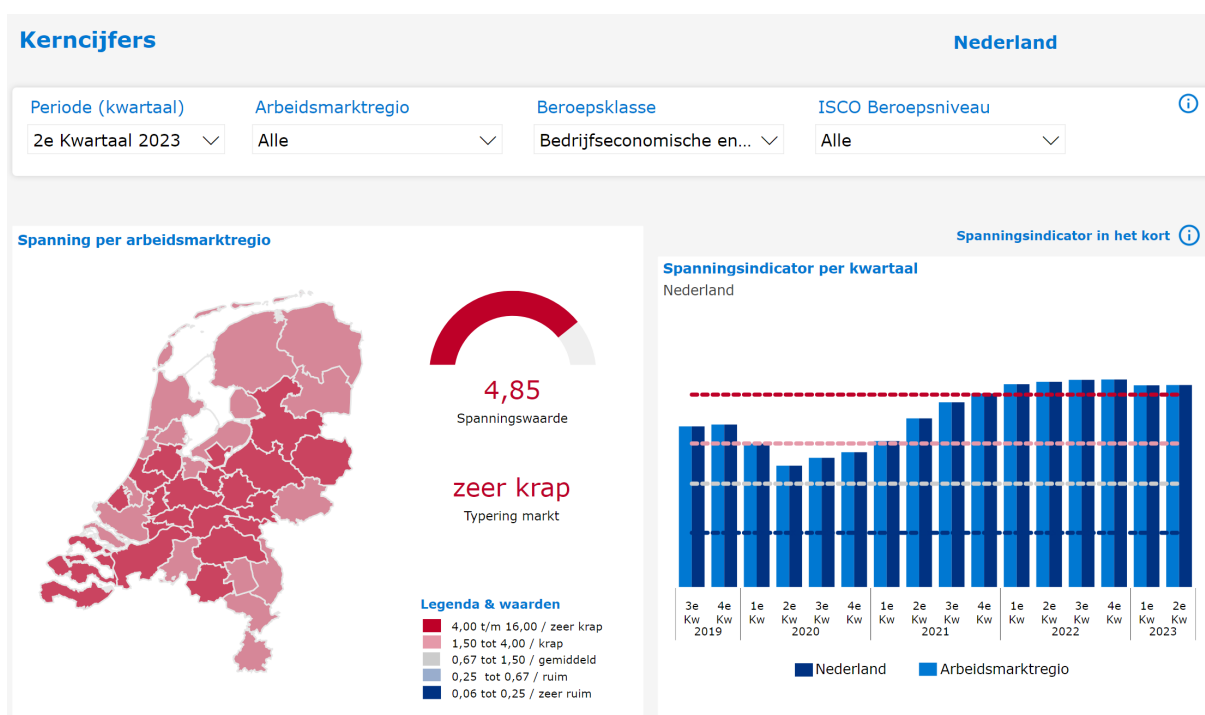 Kerncijfers
Nederland
Periode (kwartaal)
Arbeidsmarktregio
Beroepsklasse
ISCO Beroepsniveau
2e Kwartaal 2023
Alle
Bedrijfseconomische en...
Alle
Spanning per arbeidsmarktregio
4,85
Spanningswaarde
zeer krap
Typering markt
Legenda & waarden
4,00 t/m 16,00 / zeer krap
1,50 tot 4,00 / krap
0,67 tot 1,50 / gemiddeld
0,25 tot 0,67 / ruim
0,06 tot 0,25 / zeer ruim
Spanningsindicator in het kort
Spanningsindicator per kwartaal
Nederland
3e 4e 1e 2e 3e 4e 1e 2e 3e 4e 1e 2e 3e 4e 1e 2e
Kw Kw Kw Kw Kw Kw Kw Kw Kw Kw Kw Kw Kw Kw Kw Kw
2019 2020 2021 2022 2023
Nederland Arbeidsmarktregio